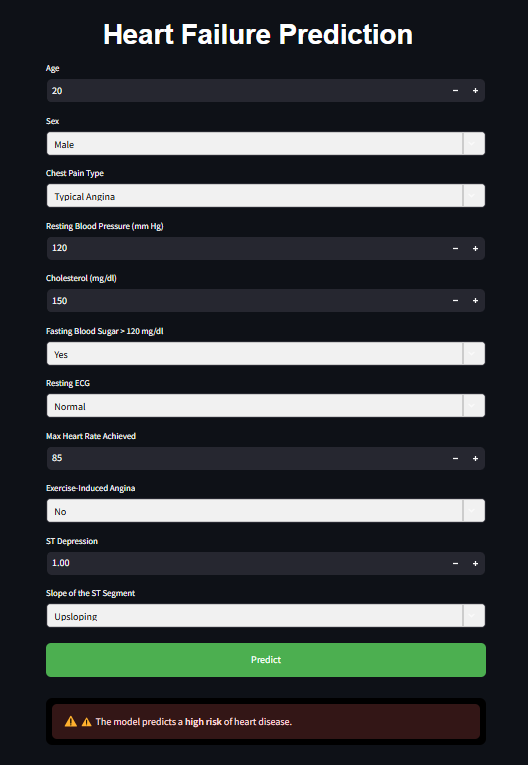 Heart Failure Prediction
Age
20
Sex
Male
Chest Pain Type
Typical Angina
Resting Blood Pressure (mm Hg)
120
Cholesterol (mg/dl)
150
Fasting Blood Sugar > 120 mg/dl
Yes
Resting ECG
Normal
Max Heart Rate Achieved
85
Exercise-Induced Angina
No
ST Depression
1.00
Slope of the ST Segment
Upsloping
Predict
⚠️ ⚠️ The model predicts a high risk of heart disease.